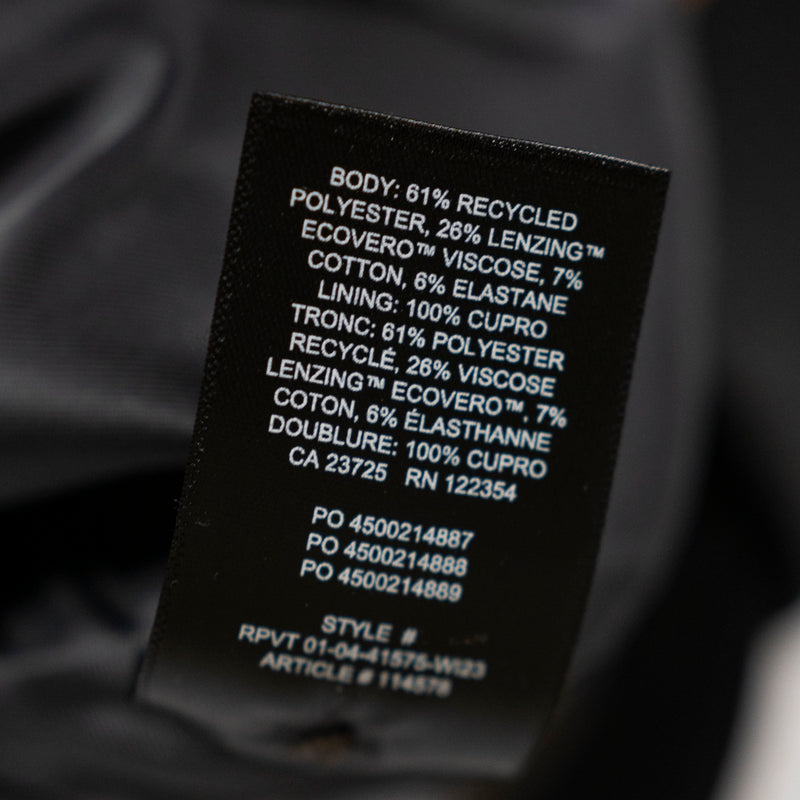 BODY: 61% RECYCLED
POLYESTER, 26% LENZING™
ECOVERO™ VISCOSE, 7%
COTTON, 6% ELASTANE
LINING: 100% CUPRO
TRONC: 61% POLYESTER
RECYCLÉ, 26% VISCOSE
LENZING™ ECOVERO™, 7%
COTON, 6% ÉLASTHANNE
DOUBLURE: 100% CUPRO
CA 23725 RN 122354
PO 4500214887
PO 4500214888
PO 4500214889
STYLE #
RPVT 01-04-41575-WI23
ARTICLE # 114578